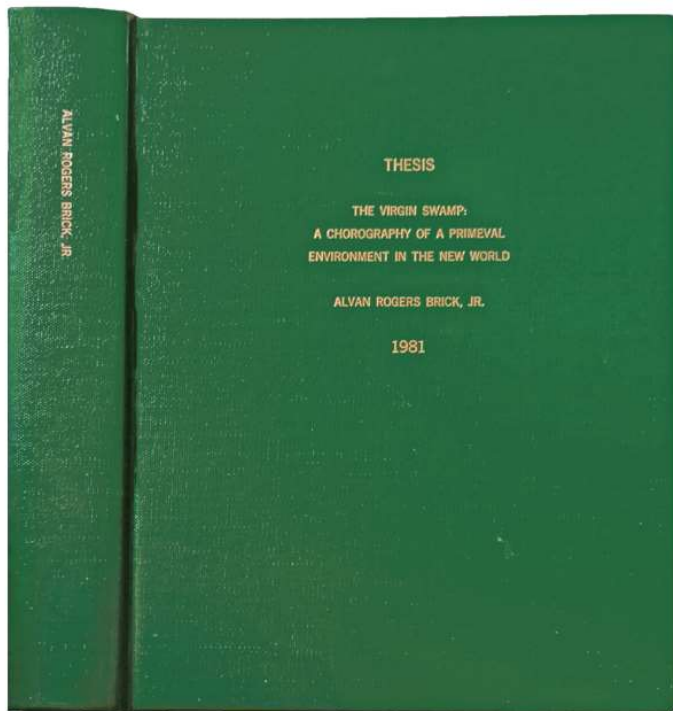 ALVAN ROGERS BRICK, JR.
THESIS
THE VIRGIN SWAMP:
A CHOROGRAPHY OF A PRIMEVAL
ENVIRONMENT IN THE NEW WORLD
ALVAN ROGERS BRICK, JR.
1981